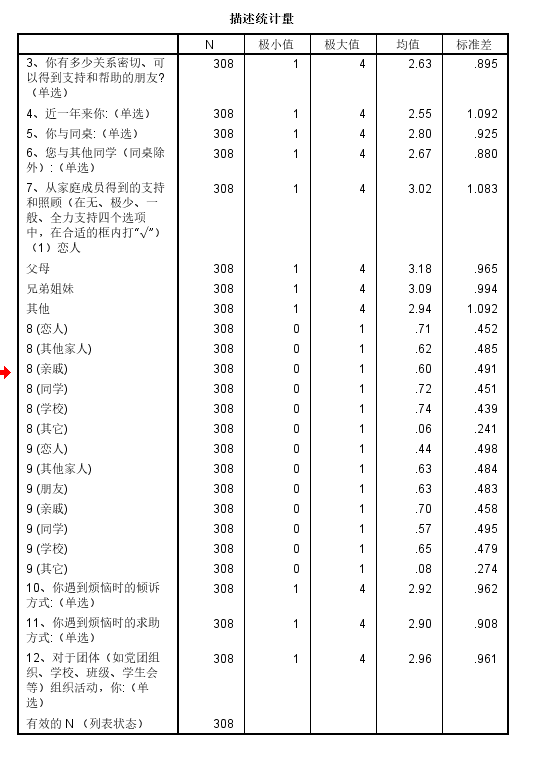 描述统计量
N 极小值 极大值 均值 标准差
3、你有多少关系密切、可 308 1 4 2.63 .895
以得到支持和帮助的朋友?
（单选）
4、近一年来你:（单选） 308 1 4 2.55 1.092
5、你与同桌:（单选） 308 1 4 2.80 .925
6、您与其他同学（同桌除 308 1 4 2.67 .880
外）:（单选）
7、从家庭成员得到的支持 308 1 4 3.02 1.083
和照顾（在无、极少、一
般、全力支持四个选项
中，在合适的框内打“√”）
（1）恋人
父母 308 1 4 3.18 .965
兄弟姐妹 308 1 4 3.09 .994
其他 308 1 4 2.94 1.092
8 (恋人) 308 0 1 .71 .452
8 (其他家人) 308 0 1 .62 .485
8 (亲戚) 308 0 1 .60 .491
8 (同学) 308 0 1 .72 .451
8 (学校) 308 0 1 .74 .439
8 (其它) 308 0 1 .06 .241
9 (恋人) 308 0 1 .44 .498
9 (其他家人) 308 0 1 .63 .484
9 (朋友) 308 0 1 .63 .483
9 (亲戚) 308 0 1 .70 .458
9 (同学) 308 0 1 .57 .495
9 (学校) 308 0 1 .65 .479
9 (其它) 308 0 1 .08 .274
10、你遇到烦恼时的倾诉 308 1 4 2.92 .962
方式:（单选）
11、你遇到烦恼时的求助 308 1 4 2.90 .908
方式:（单选）
12、对于团体（如党团组 308 1 4 2.96 .961
织、学校、班级、学生会
等）组织活动，你:（单
选）
有效的 N （列表状态） 308